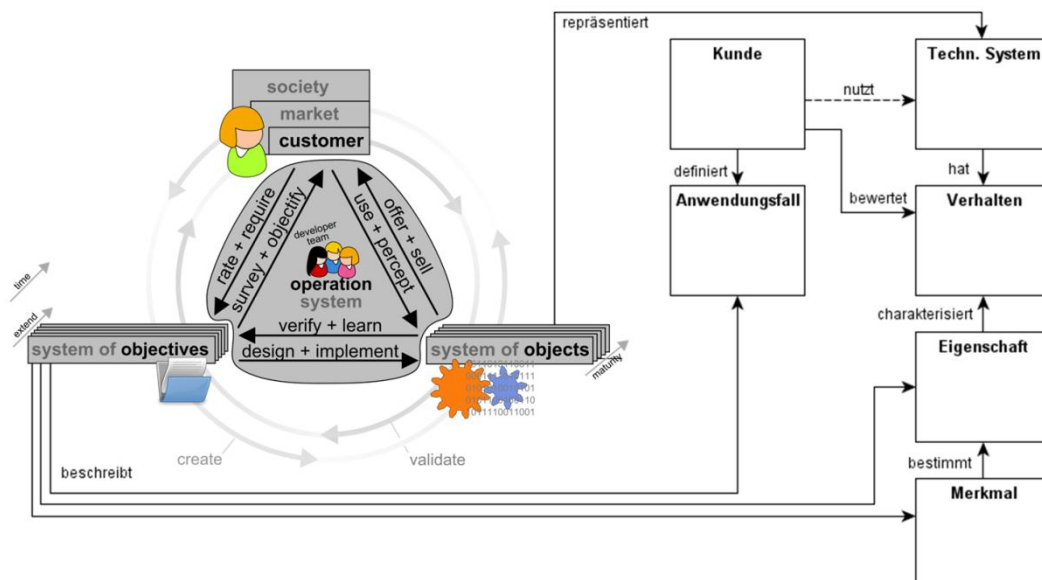 repräsentiert
Kunde
Techn. System
society
market
customer
nutzt
definiert
hat
Anwendungsfall
bewertet
Verhalten
rate + require
survey + objectify
use + percept
offer + sell
developer
team
operation
system
time
extend
verify + learn
charakterisiert
system of objectives
design + implement
system of objects
maturity
Eigenschaft
create
validate
beschreibt
bestimmt
Merkmal